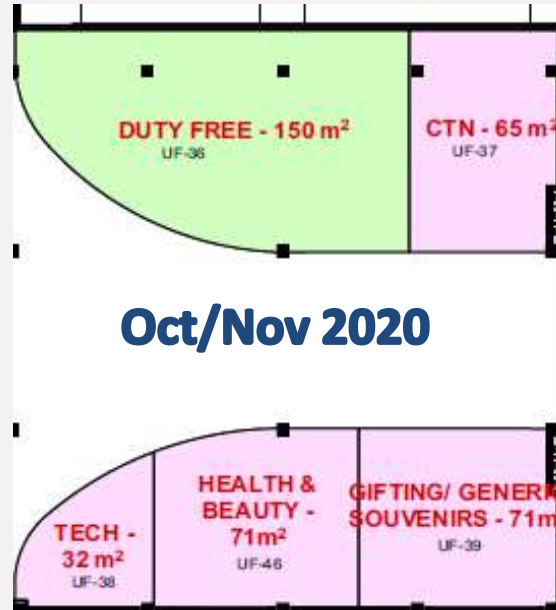 DUTY FREE - 150 m²
UF-36
CTN - 65 m²
UF-37
Oct/Nov 2020
HEALTH &
BEAUTY -
71m²
UF-46
GIFTING/ GENER
SOUVENIRS - 71m
UF-39
TECH -
32 m²
UF-38